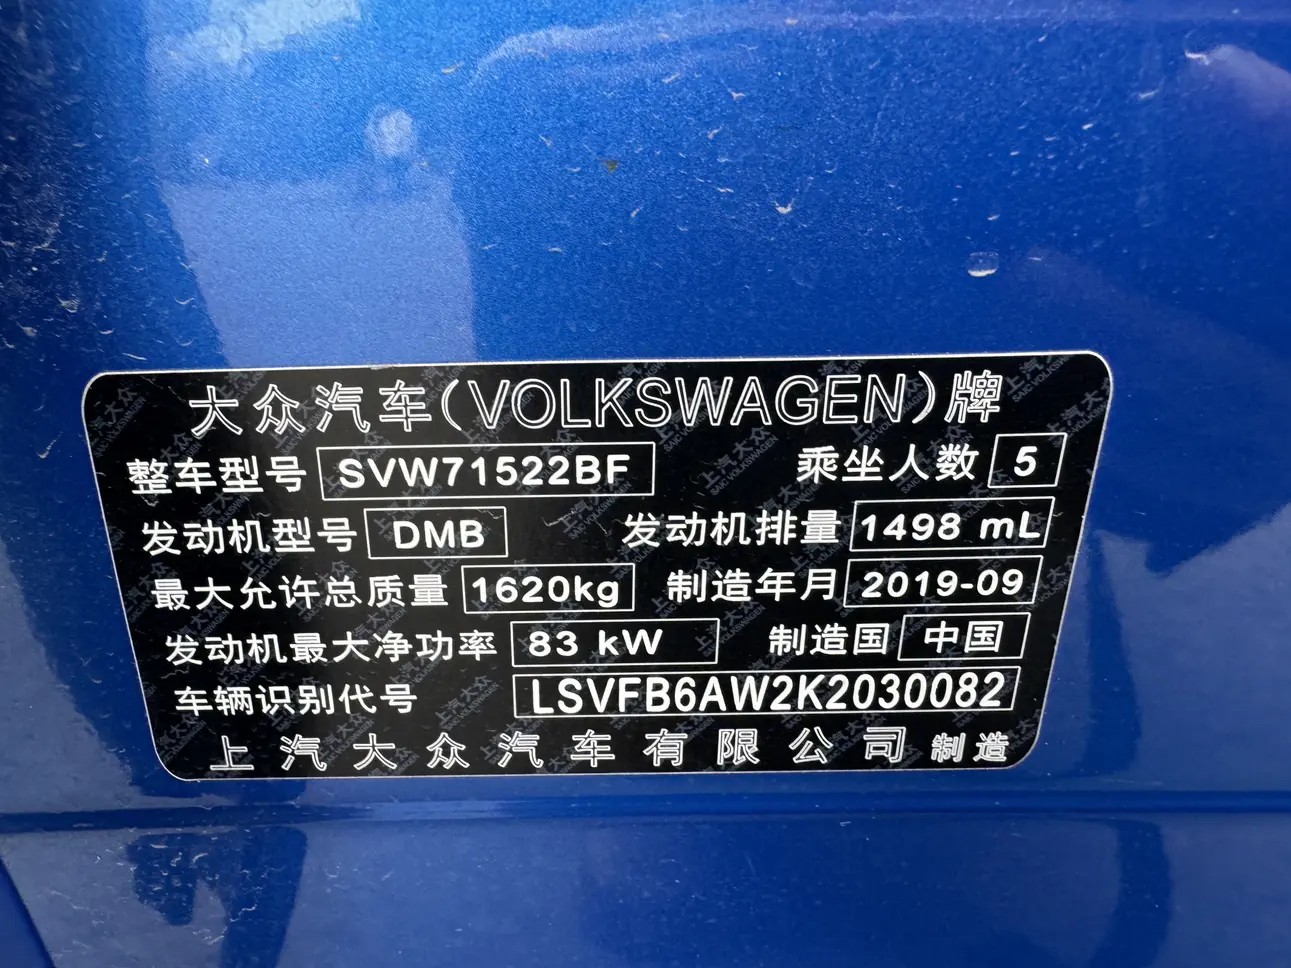 大众汽车(VOLKSWAGEN)牌
整车型号 SVW71522BF 乘坐人数 5
发动机型号 DMB 发动机排量 1498 mL
最大允许总质量 1620kg 制造年月 2019-09
发动机最大净功率 83 kW 制造国 中国
车辆识别代号 LSVFB6AW2K2030082
上汽大众汽车有限公司 制造